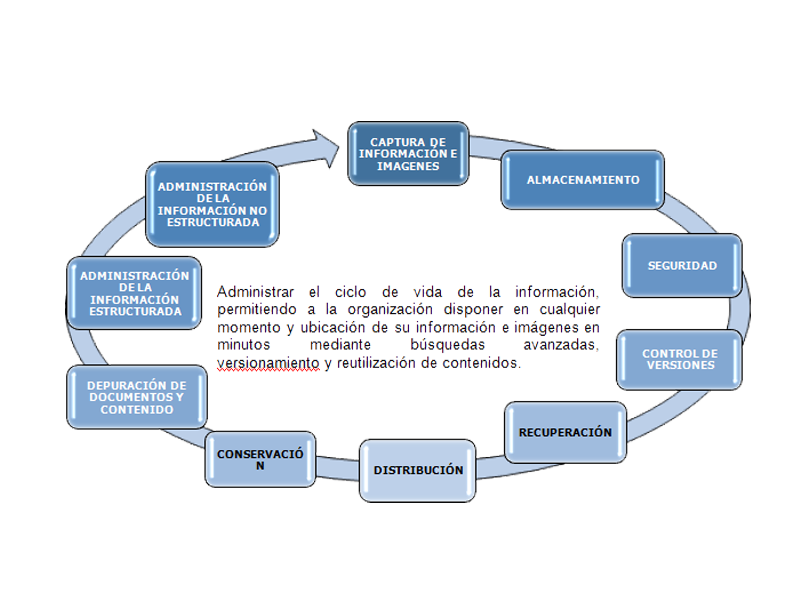 CAPTURA DE
INFORMACIÓN E
IMAGENES
ALMACENAMIENTO
SEGURIDAD
CONTROL DE
VERSIONES
RECUPERACIÓN
DISTRIBUCIÓN
CONSERVACIÓ
N
DEPURACIÓN DE
DOCUMENTOS Y
CONTENIDO
ADMINISTRACIÓN
DE LA
INFORMACIÓN
ESTRUCTURADA
ADMINISTRACIÓN
DE LA
INFORMACIÓN NO
ESTRUCTURADA
Administrar el ciclo de vida de la información,
permitiendo a la organización disponer en cualquier
momento y ubicación de su información e imágenes en
minutos mediante búsquedas avanzadas,
versionamiento y reutilización de contenidos.